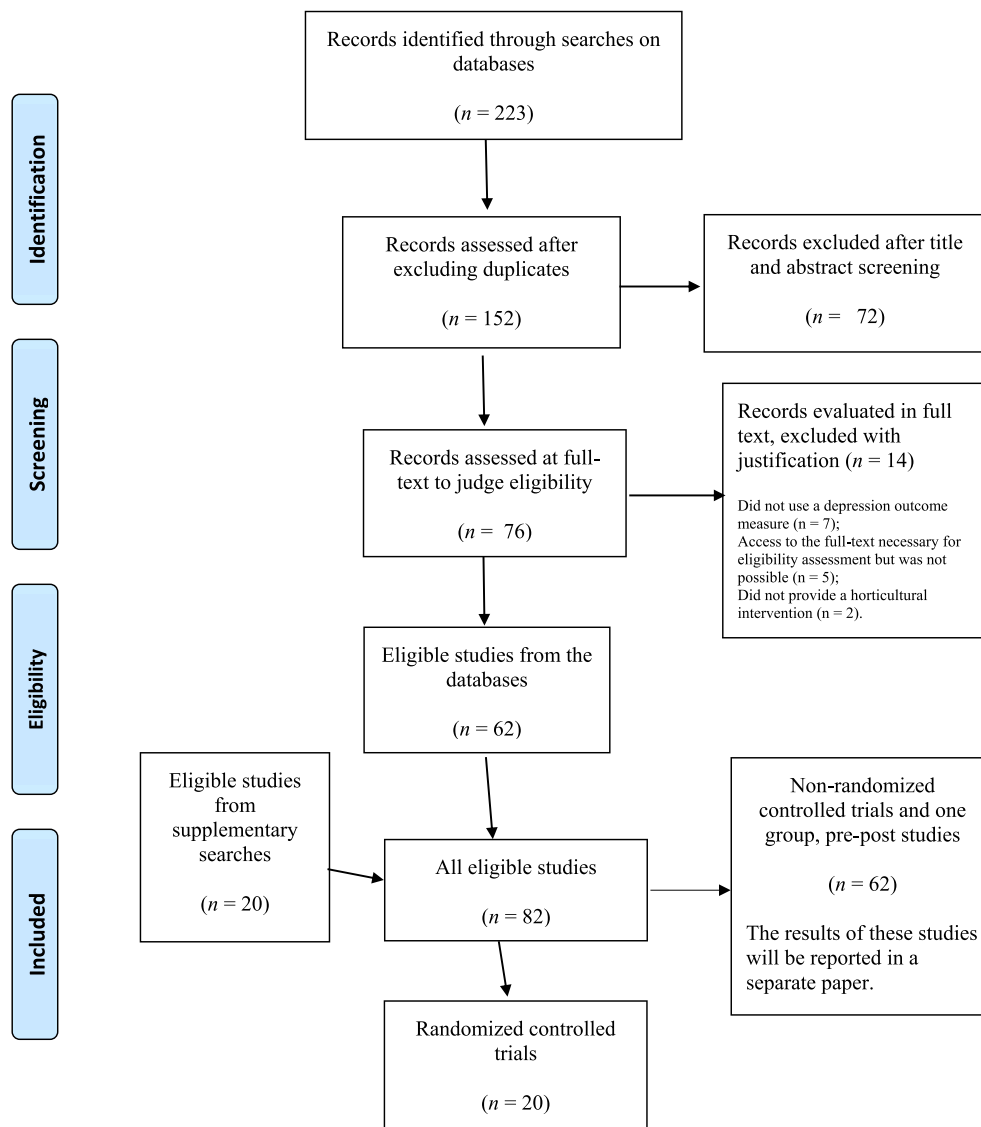 Records identified through searches on
databases
(n = 223)
Identification
Records assessed after
excluding duplicates
(n = 152)
Records excluded after title
and abstract screening
(n = 72)
Screening
Records assessed at full-
text to judge eligibility
(n = 76)
Records evaluated in full
text, excluded with
justification (n = 14)
Did not use a depression outcome
measure (n = 7);
Access to the full-text necessary for
eligibility assessment but was not
possible (n = 5);
Did not provide a horticultural
intervention (n = 2).
Eligibility
Eligible studies from the
databases
(n = 62)
Eligible studies
from
supplementary
searches
(n = 20)
Included
All eligible studies
(n = 82)
Non-randomized
controlled trials and one
group, pre-post studies
(n = 62)
The results of these studies
will be reported in a
separate paper.
Randomized controlled
trials
(n = 20)